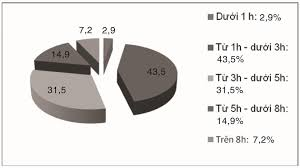 7,2
2,9
14,9
43,5
31,5
Dưới 1 h: 2,9%
Từ 1h - dưới 3h:
43,5%
Từ 3h - dưới 5h:
31,5%
Từ 5h - dưới 8h:
14,9%
Trên 8h: 7,2%